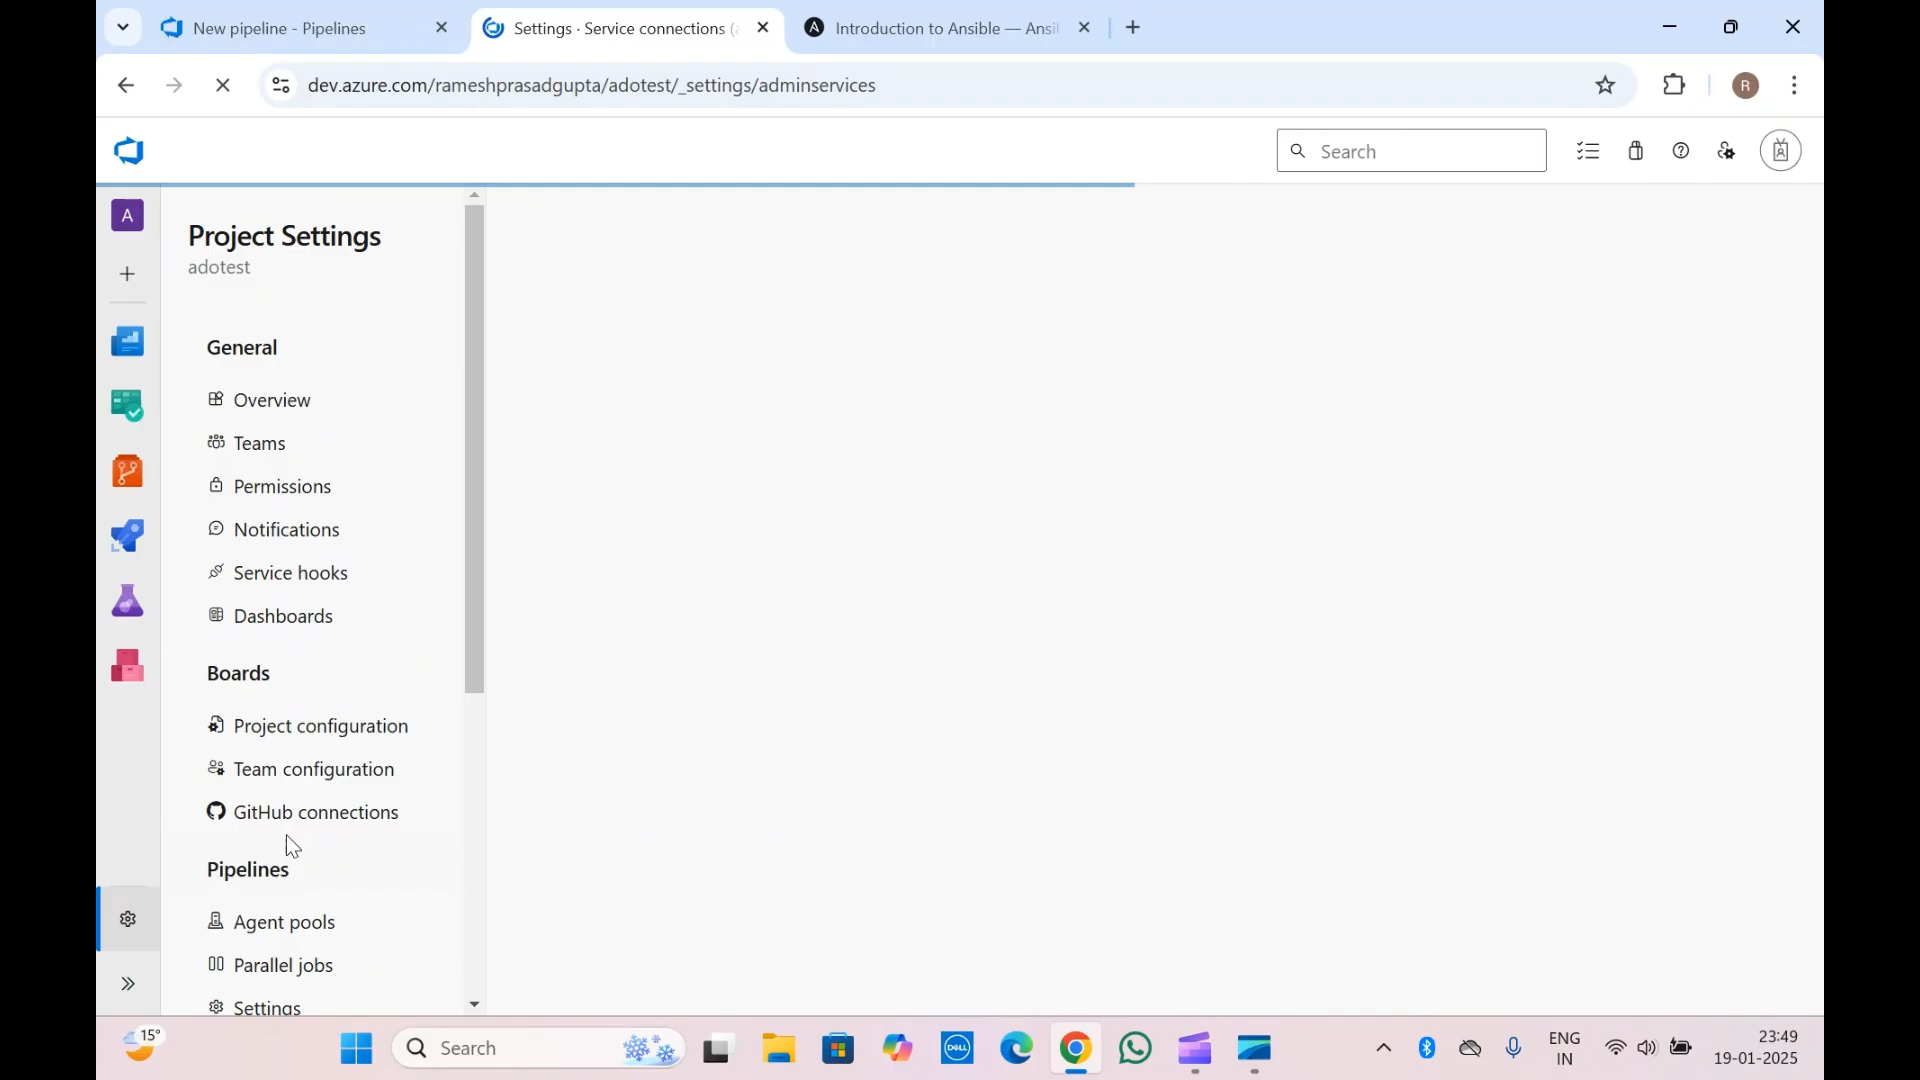 New pipeline - Pipelines
Settings · Service connections (a
Introduction to Ansible — Ansi
dev.azure.com/rameshprasadgupta/adotest/_settings/adminservices
R
Search
A
Project Settings
adotest
General
Overview
Teams
Permissions
Notifications
Service hooks
Dashboards
Boards
Project configuration
Team configuration
GitHub connections
Pipelines
Agent pools
Parallel jobs
Settings
15°
Search
DELL
ENG
IN
23:49
19-01-2025